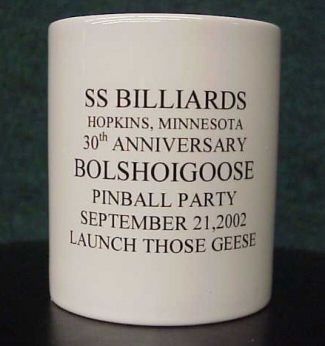 SS BILLIARDS
HOPKINS, MINNESOTA
30th ANNIVERSARY
BOLSHOIGOOSE
PINBALL PARTY
SEPTEMBER 21,2002
LAUNCH THOSE GEESE